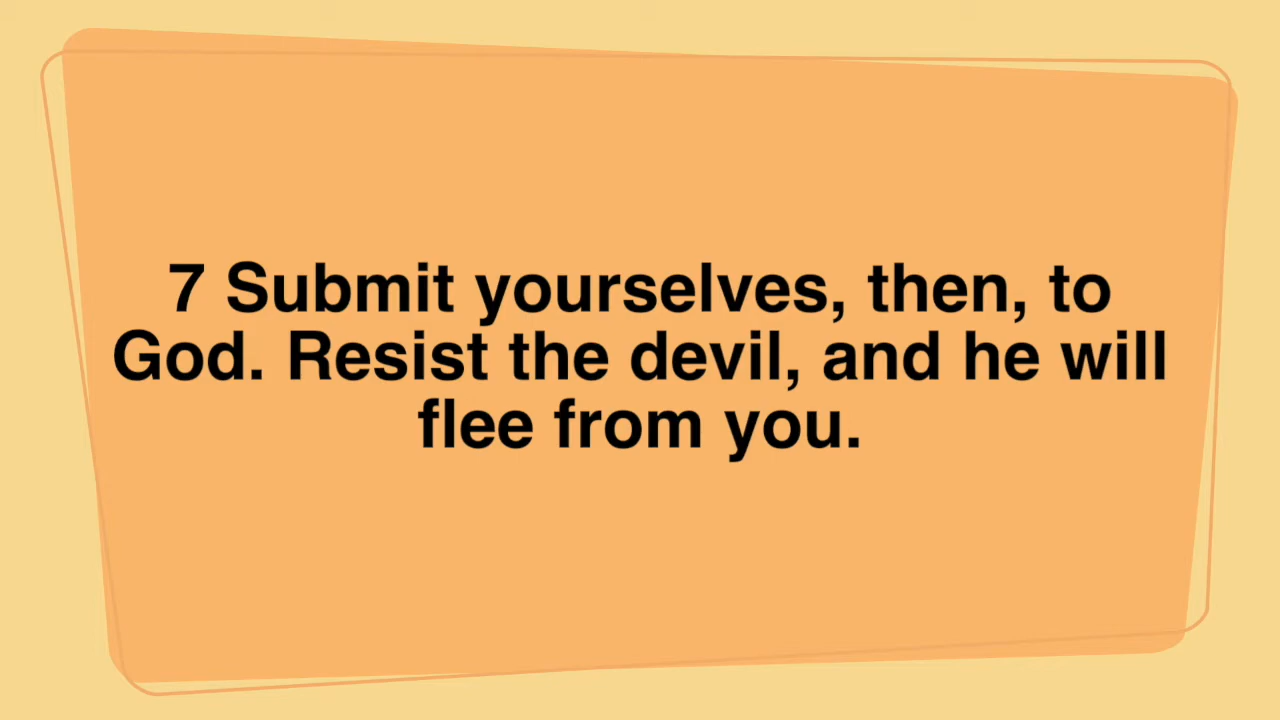 7 Submit yourselves, then, to
God. Resist the devil, and he will
flee from you.